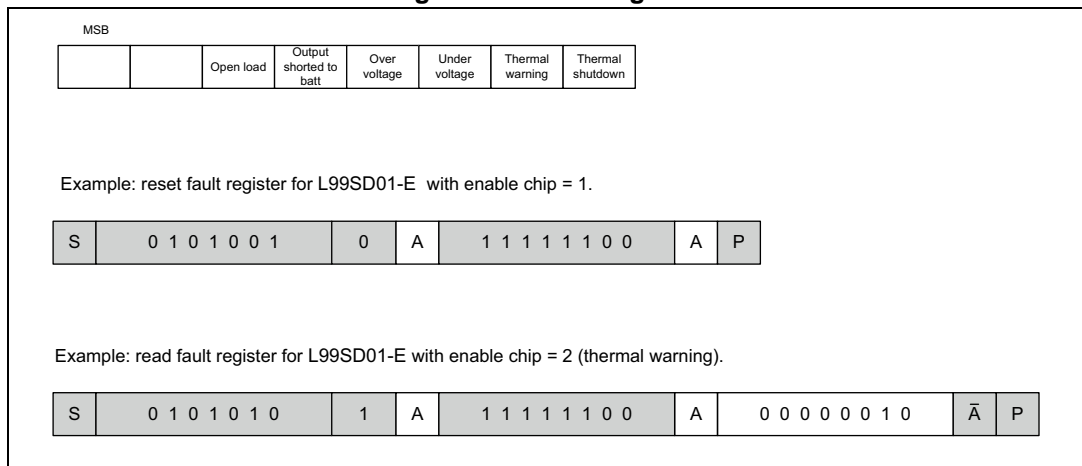 MSB
Open load Output shorted to batt Over voltage Under voltage Thermal warning Thermal shutdown
Example: reset fault register for L99SD01-E with enable chip = 1.
S 0 1 0 1 0 0 1 0 A 1 1 1 1 1 1 0 0 A P
Example: read fault register for L99SD01-E with enable chip = 2 (thermal warning).
S 0 1 0 1 0 1 0 1 A 1 1 1 1 1 1 0 0 A 0 0 0 0 0 0 1 0 Ā P